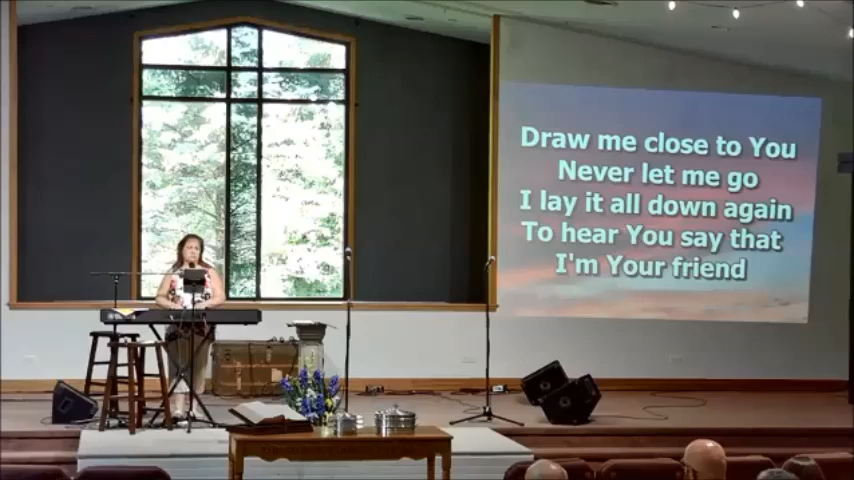 Draw me close to You
Never let me go
I lay it all down again
To hear You say that
I'm Your friend